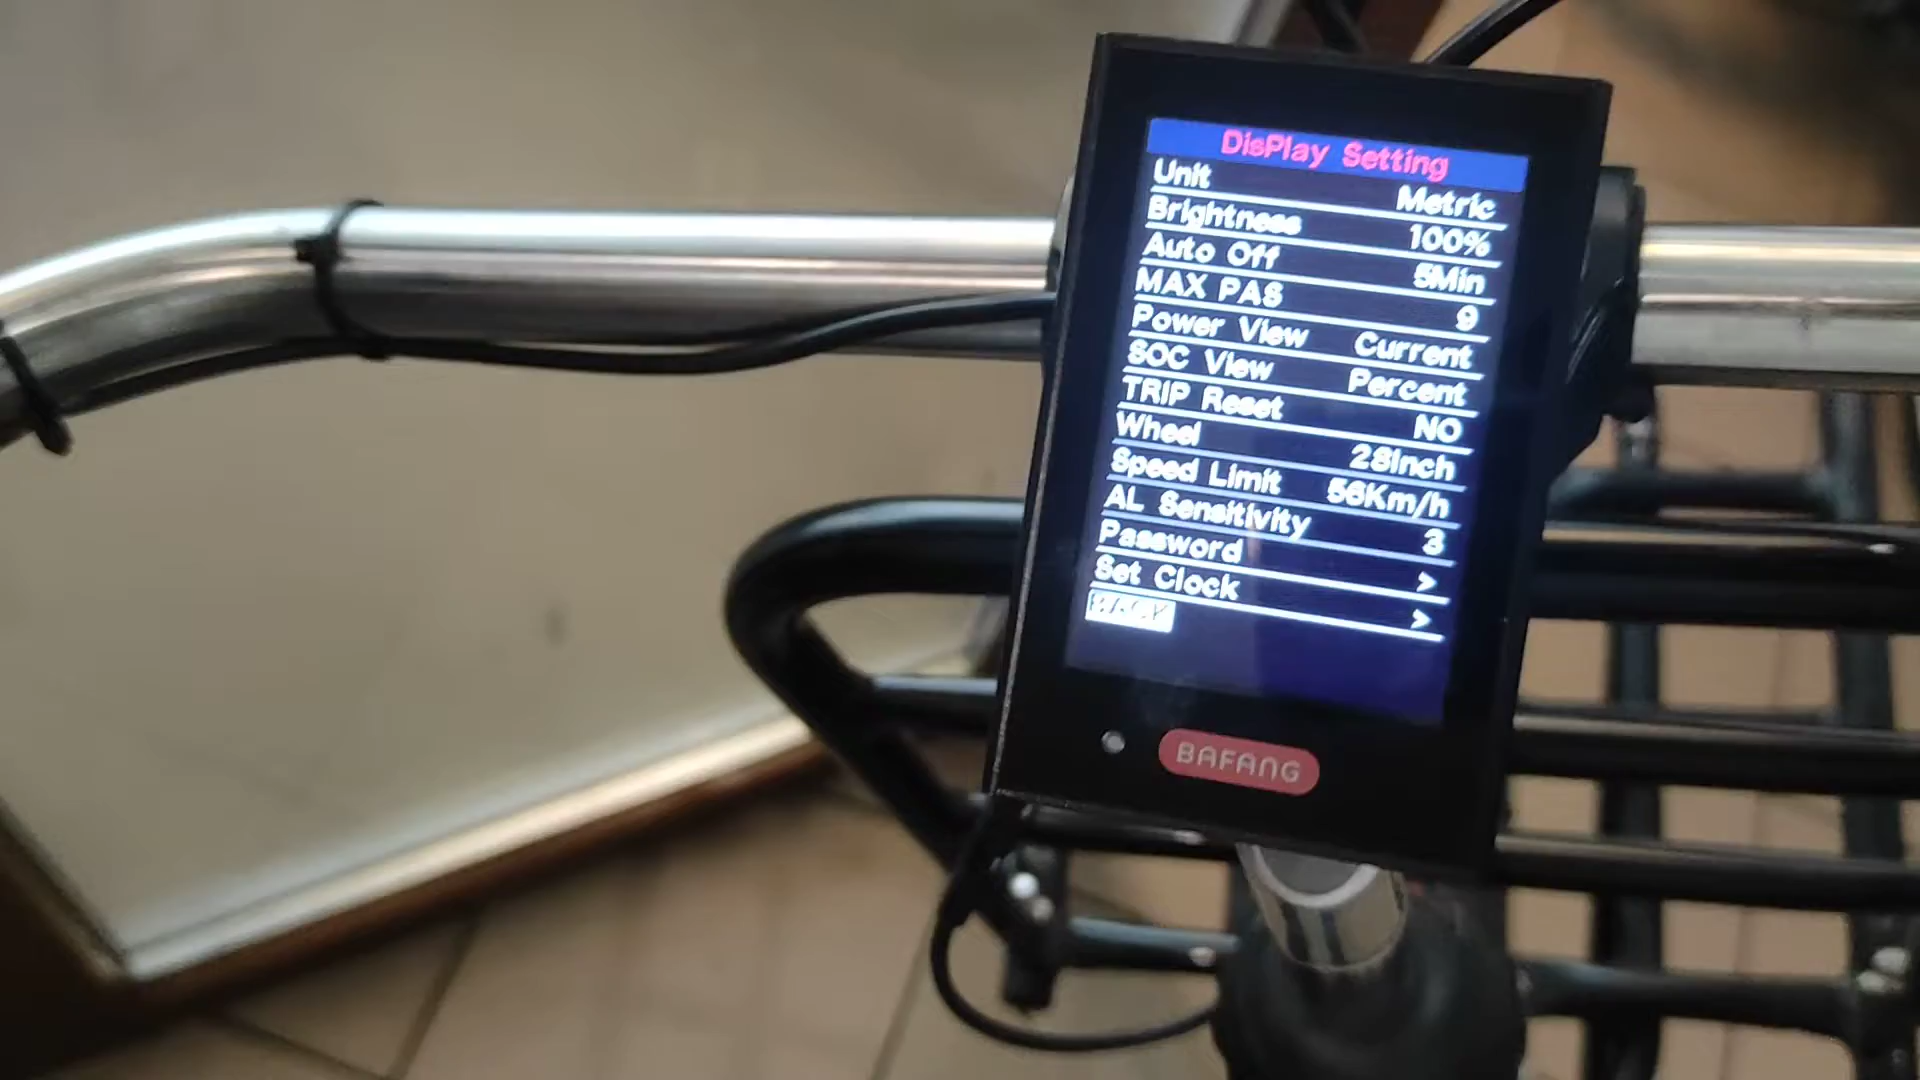 DisPlay Setting
Unit Metric
Brightness 100%
Auto Off 5Min
MAX PAS 9
Power View Current
SOC View Percent
TRIP Reset NO
Wheel 28Inch
Speed Limit 56Km/h
AL Sensitivity 3
Password >
Set Clock >
BACK
BAFANG